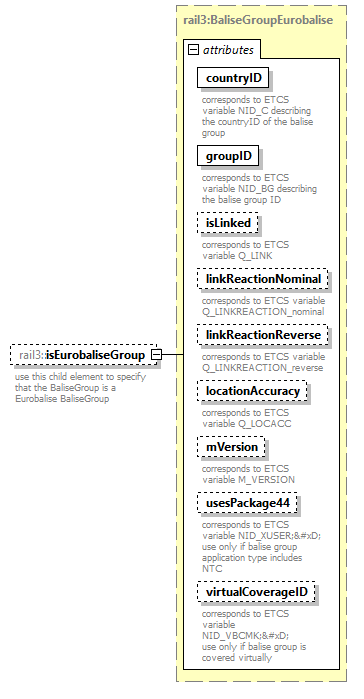 rail3:BaliseGroupEurobalise
attributes
countryID
corresponds to ETCS
variable NID_C describing
the countryID of the balise
group
groupID
corresponds to ETCS
variable NID_BG describing
the balise group ID
isLinked
corresponds to ETCS
variable Q_LINK
linkReactionNominal
corresponds to ETCS variable
Q_LINKREACTION_nominal
linkReactionReverse
corresponds to ETCS variable
Q_LINKREACTION_reverse
rail3:isEurobaliseGroup
use this child element to specify
that the BaliseGroup is a
Eurobalise BaliseGroup
locationAccuracy
corresponds to ETCS
variable Q_LOCACC
mVersion
corresponds to ETCS
variable M_VERSION
usesPackage44
corresponds to ETCS
variable NID_XUSER;&#xD;
use only if balise group
application type includes
NTC
virtualCoverageID
corresponds to ETCS
variable
NID_VBCMK;&#xD;
use only if balise group is
covered virtually